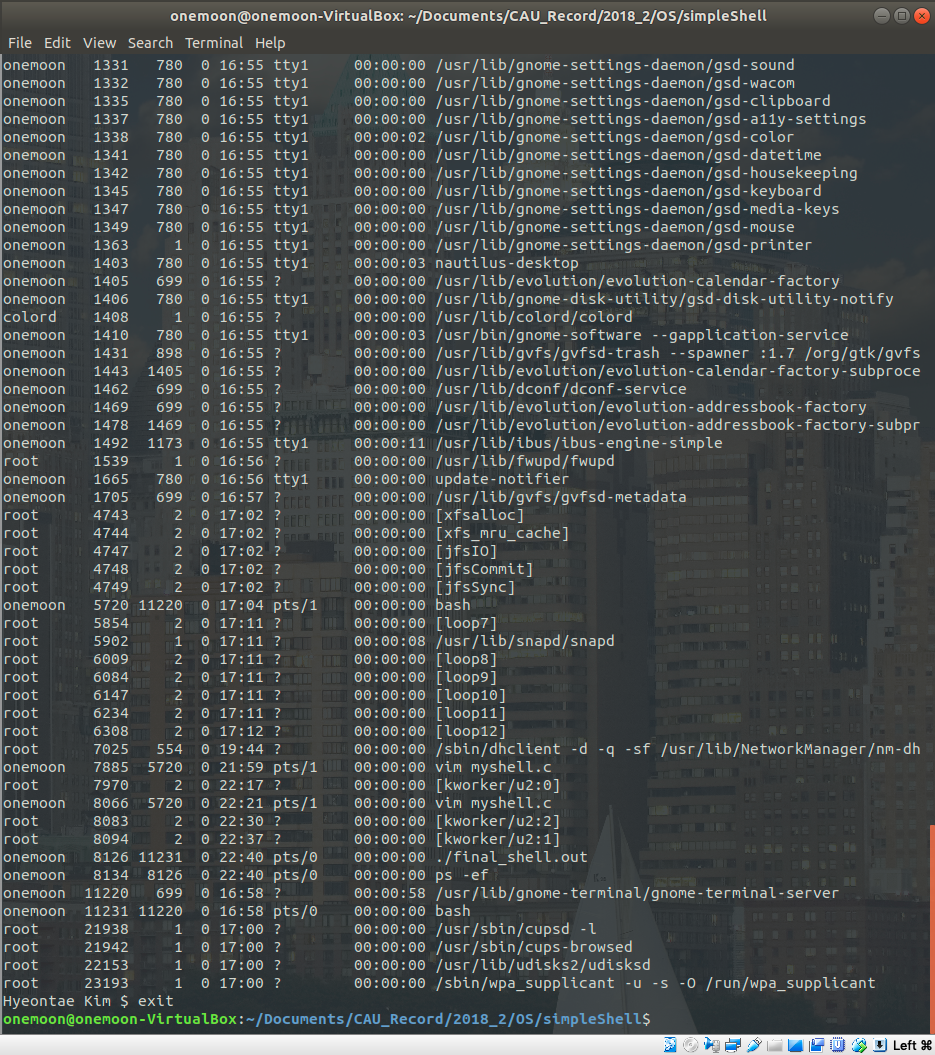 onemoon@onemoon-VirtualBox: ~/Documents/CAU_Record/2018_2/OS/simpleShell
File Edit View Search Terminal Help
onemoon   1331   780  0 16:55 tty1     00:00:00 /usr/lib/gnome-settings-daemon/gsd-sound
onemoon   1332   780  0 16:55 tty1     00:00:00 /usr/lib/gnome-settings-daemon/gsd-wacom
onemoon   1335   780  0 16:55 tty1     00:00:00 /usr/lib/gnome-settings-daemon/gsd-clipboard
onemoon   1337   780  0 16:55 tty1     00:00:00 /usr/lib/gnome-settings-daemon/gsd-a11y-settings
onemoon   1338   780  0 16:55 tty1     00:00:02 /usr/lib/gnome-settings-daemon/gsd-color
onemoon   1341   780  0 16:55 tty1     00:00:00 /usr/lib/gnome-settings-daemon/gsd-datetime
onemoon   1342   780  0 16:55 tty1     00:00:00 /usr/lib/gnome-settings-daemon/gsd-housekeeping
onemoon   1345   780  0 16:55 tty1     00:00:00 /usr/lib/gnome-settings-daemon/gsd-keyboard
onemoon   1347   780  0 16:55 tty1     00:00:00 /usr/lib/gnome-settings-daemon/gsd-media-keys
onemoon   1349   780  0 16:55 tty1     00:00:00 /usr/lib/gnome-settings-daemon/gsd-mouse
onemoon   1363     1  0 16:55 tty1     00:00:00 /usr/lib/gnome-settings-daemon/gsd-printer
onemoon   1403   780  0 16:55 tty1     00:00:03 nautilus-desktop
onemoon   1405   699  0 16:55 ?        00:00:00 /usr/lib/evolution/evolution-calendar-factory
onemoon   1406   780  0 16:55 tty1     00:00:00 /usr/lib/gnome-disk-utility/gsd-disk-utility-notify
colord    1408     1  0 16:55 ?        00:00:00 /usr/lib/colord/colord
onemoon   1410   780  0 16:55 tty1     00:00:03 /usr/bin/gnome-software --gapplication-service
onemoon   1431   898  0 16:55 ?        00:00:00 /usr/lib/gvfs/gvfsd-trash --spawner :1.7 /org/gtk/gvfs
onemoon   1443  1405  0 16:55 ?        00:00:00 /usr/lib/evolution/evolution-calendar-factory-subproce
onemoon   1462   699  0 16:55 ?        00:00:00 /usr/lib/dconf/dconf-service
onemoon   1469   699  0 16:55 ?        00:00:00 /usr/lib/evolution/evolution-addressbook-factory
onemoon   1478  1469  0 16:55 ?        00:00:00 /usr/lib/evolution/evolution-addressbook-factory-subpr
onemoon   1492  1173  0 16:55 tty1     00:00:11 /usr/lib/ibus/ibus-engine-simple
root      1539     1  0 16:56 ?        00:00:00 /usr/lib/fwupd/fwupd
onemoon   1665   780  0 16:56 tty1     00:00:00 update-notifier
onemoon   1705   699  0 16:57 ?        00:00:00 /usr/lib/gvfs/gvfsd-metadata
root      4743     2  0 17:02 ?        00:00:00 [xfsalloc]
root      4744     2  0 17:02 ?        00:00:00 [xfs_mru_cache]
root      4747     2  0 17:02 ?        00:00:00 [jfsIO]
root      4748     2  0 17:02 ?        00:00:00 [jfsCommit]
root      4749     2  0 17:02 ?        00:00:00 [jfsSync]
onemoon   5720 11220  0 17:04 pts/1    00:00:00 bash
root      5854     2  0 17:11 ?        00:00:00 [loop7]
root      5902     1  0 17:11 ?        00:00:08 /usr/lib/snapd/snapd
root      6009     2  0 17:11 ?        00:00:00 [loop8]
root      6084     2  0 17:11 ?        00:00:00 [loop9]
root      6147     2  0 17:11 ?        00:00:00 [loop10]
root      6234     2  0 17:11 ?        00:00:00 [loop11]
root      6308     2  0 17:12 ?        00:00:00 [loop12]
root      7025   554  0 19:44 ?        00:00:00 /sbin/dhclient -d -q -sf /usr/lib/NetworkManager/nm-dh
onemoon   7885  5720  0 21:59 pts/1    00:00:00 vim myshell.c
root      7970     2  0 22:17 ?        00:00:00 [kworker/u2:0]
onemoon   8066  5720  0 22:21 pts/1    00:00:00 vim myshell.c
root      8083     2  0 22:30 ?        00:00:00 [kworker/u2:2]
root      8094     2  0 22:37 ?        00:00:00 [kworker/u2:1]
onemoon   8126 11231  0 22:40 pts/0    00:00:00 ./final_shell.out
onemoon   8134  8126  0 22:40 pts/0    00:00:00 ps -ef
onemoon  11220   699  0 16:58 ?        00:00:58 /usr/lib/gnome-terminal/gnome-terminal-server
onemoon  11231 11220  0 16:58 pts/0    00:00:00 bash
root     21938     1  0 17:00 ?        00:00:00 /usr/sbin/cupsd -l
root     21942     1  0 17:00 ?        00:00:00 /usr/sbin/cups-browsed
root     22153     1  0 17:00 ?        00:00:00 /usr/lib/udisks2/udisksd
root     23193     1  0 17:00 ?        00:00:00 /sbin/wpa_supplicant -u -s -O /run/wpa_supplicant
Hyeontae Kim $ exit
onemoon@onemoon-VirtualBox:~/Documents/CAU_Record/2018_2/OS/simpleShell$
Left ⌘